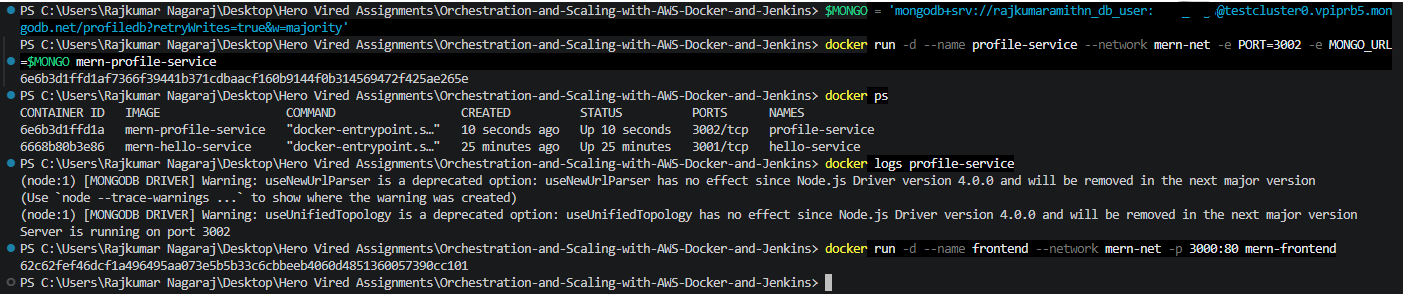 PS C:\Users\Rajkumar Nagaraj\Desktop\Hero Vired Assignments\Orchestration-and-Scaling-with-AWS-Docker-and-Jenkins> $MONGO = 'mongodb+srv://rajkumaramithn_db_user: @testcluster0.vpiprb5.mon
godb.net/profiledb?retryWrites=true&w=majority'
PS C:\Users\Rajkumar Nagaraj\Desktop\Hero Vired Assignments\Orchestration-and-Scaling-with-AWS-Docker-and-Jenkins> docker run -d --name profile-service --network mern-net -e PORT=3002 -e MONGO_URL
=$MONGO mern-profile-service
6e6b3d1ffd1af7366f39441b371cdbaacf160b9144f0b314569472f425ae265e
PS C:\Users\Rajkumar Nagaraj\Desktop\Hero Vired Assignments\Orchestration-and-Scaling-with-AWS-Docker-and-Jenkins> docker ps
CONTAINER ID IMAGE COMMAND CREATED STATUS PORTS NAMES
6e6b3d1ffd1a mern-profile-service "docker-entrypoint.s…" 10 seconds ago Up 10 seconds 3002/tcp profile-service
6668b80b3e86 mern-hello-service "docker-entrypoint.s…" 25 minutes ago Up 25 minutes 3001/tcp hello-service
PS C:\Users\Rajkumar Nagaraj\Desktop\Hero Vired Assignments\Orchestration-and-Scaling-with-AWS-Docker-and-Jenkins> docker logs profile-service
(node:1) [MONGODB DRIVER] Warning: useNewUrlParser is a deprecated option: useNewUrlParser has no effect since Node.js Driver version 4.0.0 and will be removed in the next major version
(Use `node --trace-warnings ...` to show where the warning was created)
(node:1) [MONGODB DRIVER] Warning: useUnifiedTopology is a deprecated option: useUnifiedTopology has no effect since Node.js Driver version 4.0.0 and will be removed in the next major version
Server is running on port 3002
PS C:\Users\Rajkumar Nagaraj\Desktop\Hero Vired Assignments\Orchestration-and-Scaling-with-AWS-Docker-and-Jenkins> docker run -d --name frontend --network mern-net -p 3000:80 mern-frontend
62c62fef46dcf1a496495aa073e5b5b33c6cbbeeb4060d4851360057390cc101
PS C:\Users\Rajkumar Nagaraj\Desktop\Hero Vired Assignments\Orchestration-and-Scaling-with-AWS-Docker-and-Jenkins>